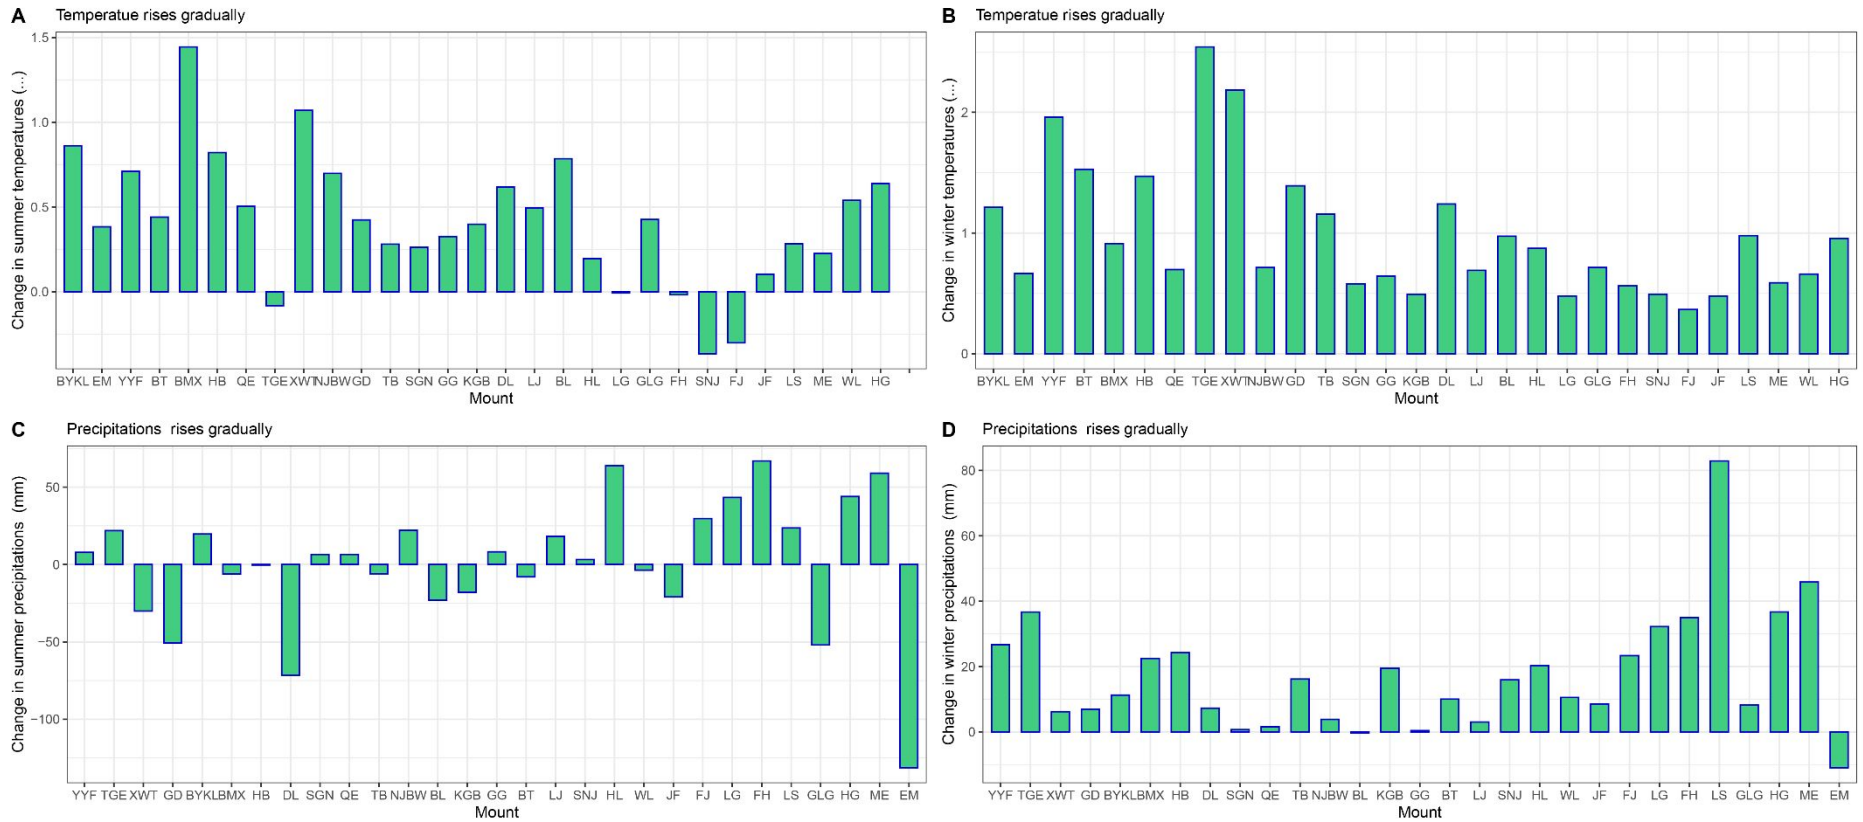 A Temperatue rises gradually
Change in summer temperatures (...)
1.5
1.0
0.5
0.0
BYKL EM YYF BT BMX HB QE TGE XWT NJBW GD TB SGN GG KGB DL LJ BL HL LG GLG FH SNJ FJ JF LS ME WL HG
Mount
B Temperatue rises gradually
Change in winter temperatures (...)
2
1
0
BYKL EM YYF BT BMX HB QE TGE XWT NJBW GD TB SGN GG KGB DL LJ BL HL LG GLG FH SNJ FJ JF LS ME WL HG
Mount
C Precipitations rises gradually
Change in summer precipitations (mm)
50
0
−50
−100
YYF TGE XWT GD BYKL BMX HB DL SGN QE TB NJBW BL KGB GG BT LJ SNJ HL WL JF FJ LG FH LS GLG HG ME EM
Mount
D Precipitations rises gradually
Change in winter precipitations (mm)
80
60
40
20
0
YYF TGE XWT GD BYKL BMX HB DL SGN QE TB NJBW BL KGB GG BT LJ SNJ HL WL JF FJ LG FH LS GLG HG ME EM
Mount